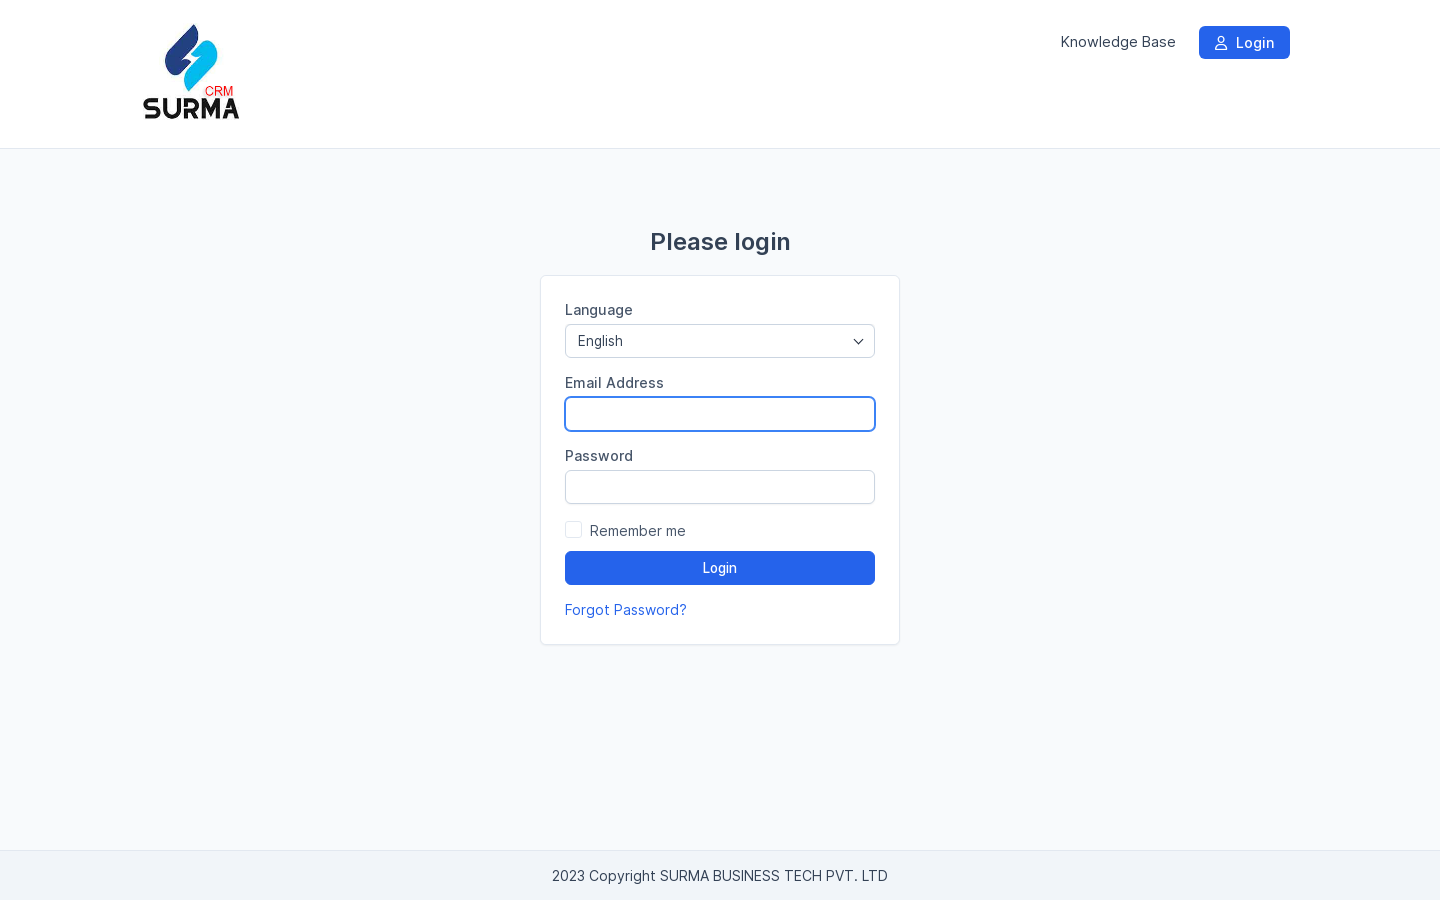 CRM
SURMA
Knowledge Base
Login
Please login
Language
English
Email Address
Password
Remember me
Login
Forgot Password?
2023 Copyright SURMA BUSINESS TECH PVT. LTD